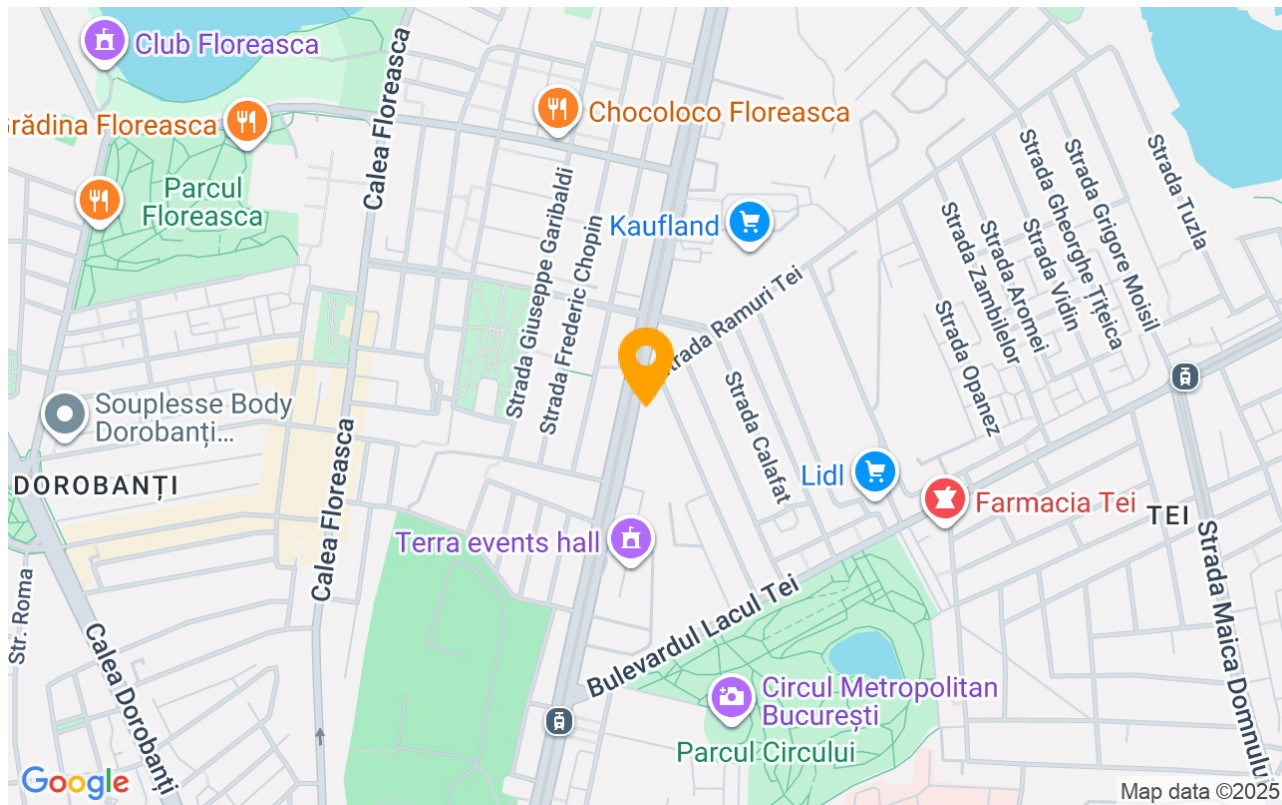 Club Floreasca
Grădina Floreasca
Calea Floreasca
Chocoloco Floreasca
Parcul
Floreasca
Kaufland
Strada Giuseppe Garibaldi
Strada Frederic Chopin
Strada Ramuri Tei
Strada Tuzla
Strada Grigore Moisil
Strada Gheorghe Țițeica
Strada Vidin
Strada Aromei
Strada Zambilelor
Strada Opanez
Strada Calafat
Souplesse Body
Dorobanți...
DOROBANȚI
Calea Floreasca
Lidl
Farmacia Tei
TEI
Terra events hall
Bulevardul Lacul Tei
Strada Maica Domnului
Str. Roma
Calea Dorobanți
Circul Metropolitan
București
Parcul Circului
Google
Map data ©2025